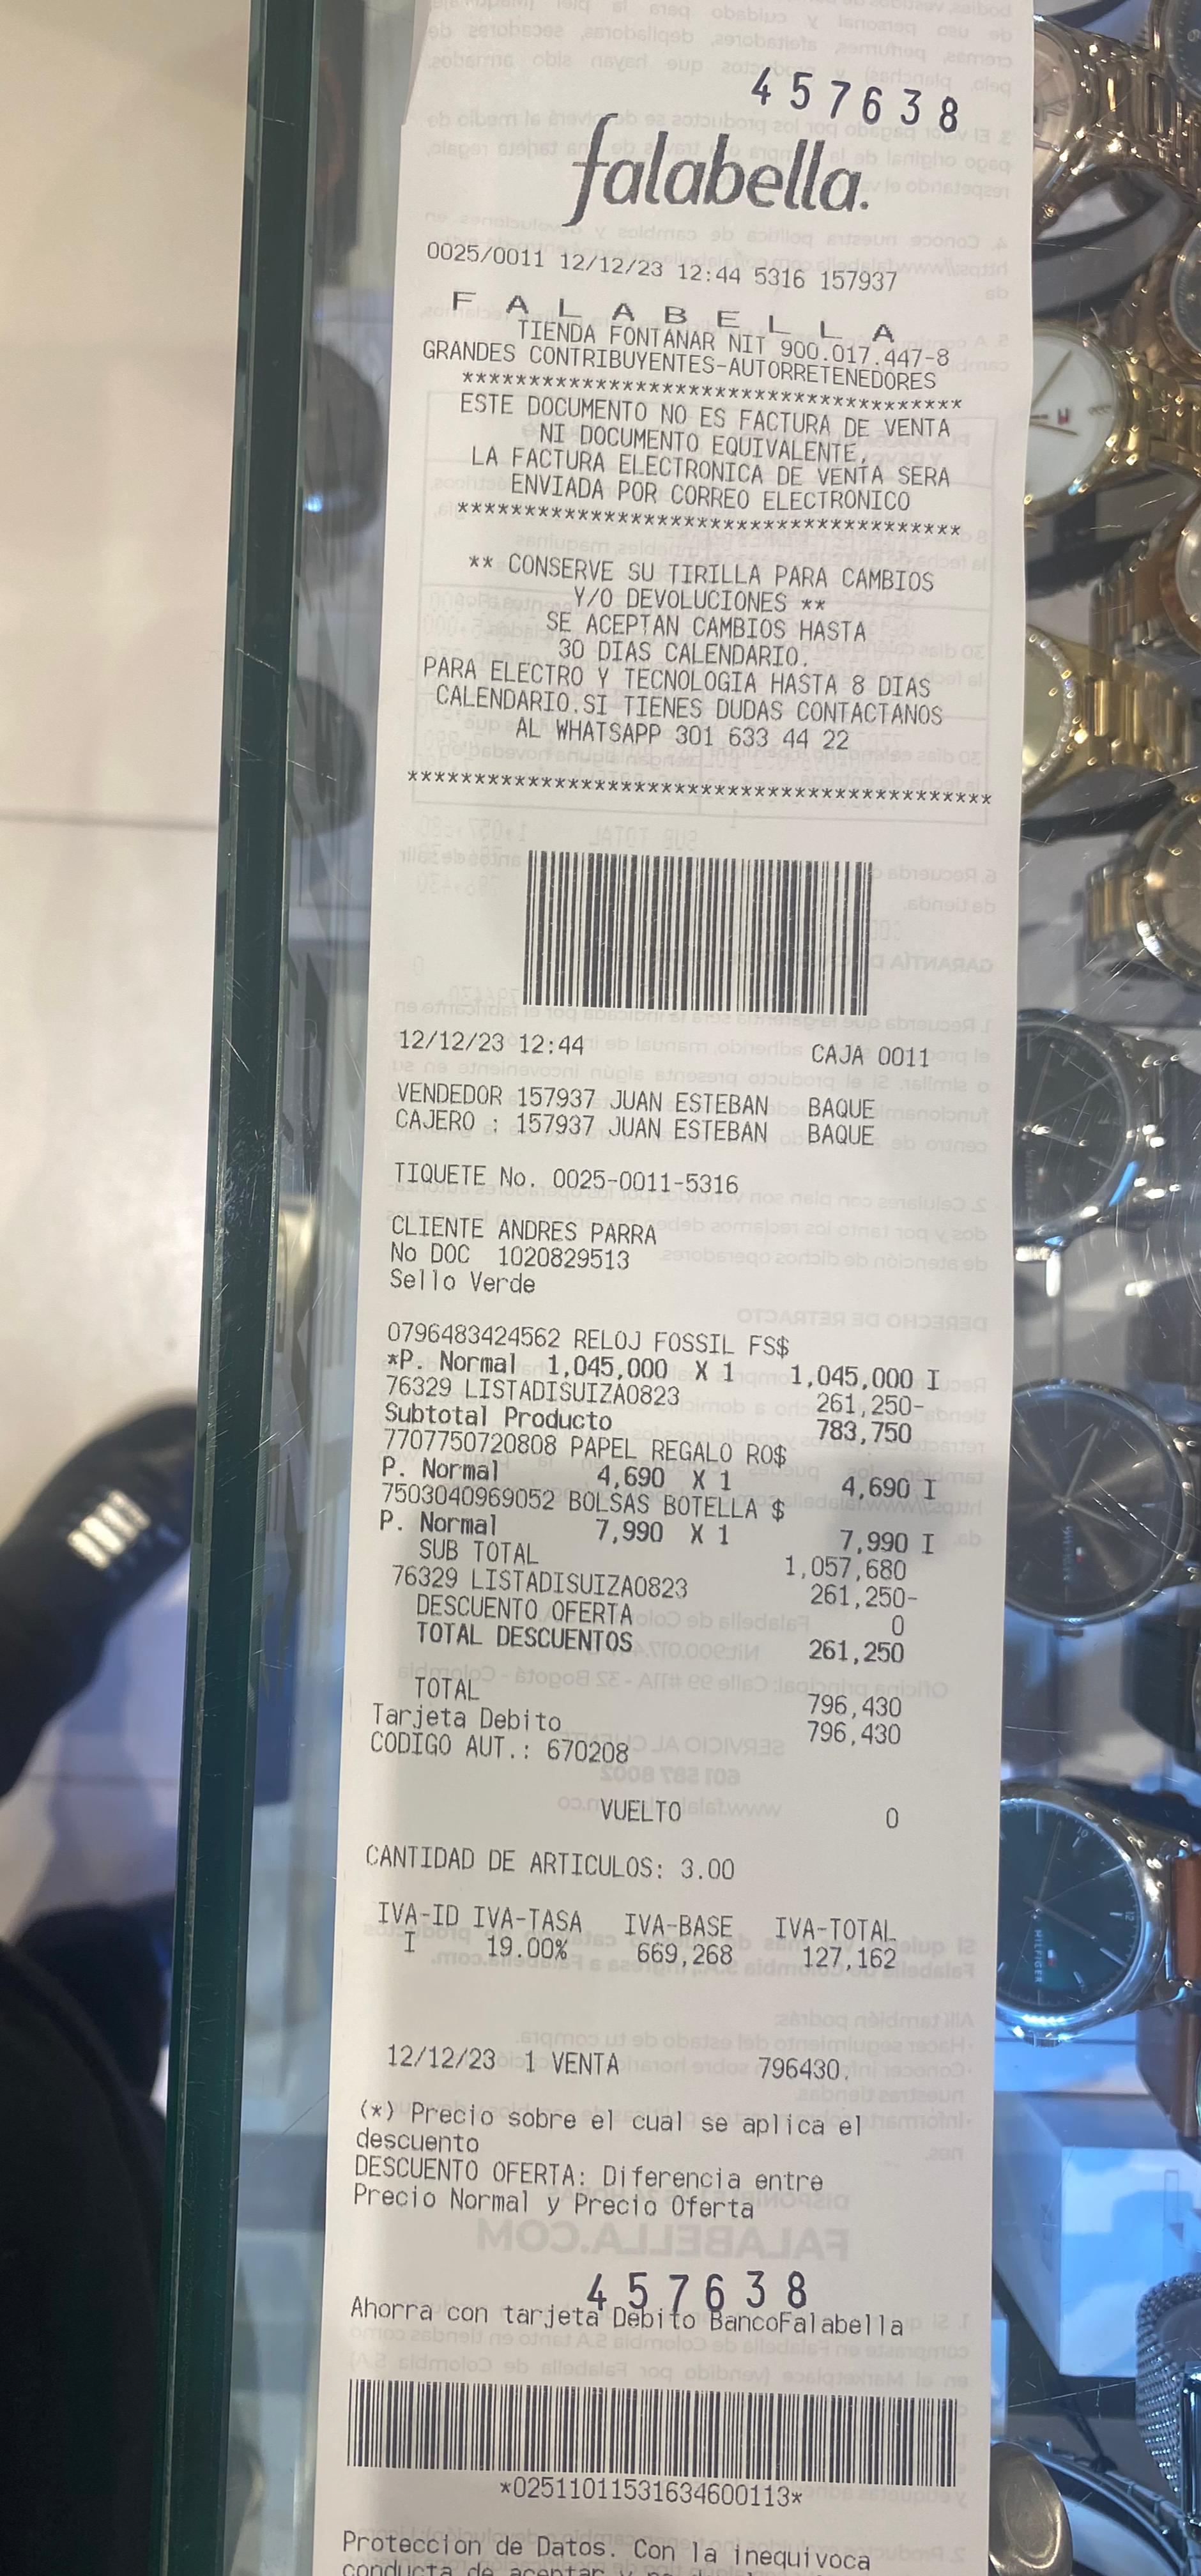 457638
falabella.
0025/0011 12/12/23 12:44 5316 157937
F A L A B E L L A
TIENDA FONTANAR NIT 900.017.447-8
GRANDES CONTRIBUYENTES-AUTORRETENEDORES
*************************************
ESTE DOCUMENTO NO ES FACTURA DE VENTA
NI DOCUMENTO EQUIVALENTE,
LA FACTURA ELECTRONICA DE VENTA SERA
ENVIADA POR CORREO ELECTRONICO
*************************************
** CONSERVE SU TIRILLA PARA CAMBIOS
Y/O DEVOLUCIONES **
SE ACEPTAN CAMBIOS HASTA
30 DIAS CALENDARIO.
PARA ELECTRO Y TECNOLOGIA HASTA 8 DIAS
CALENDARIO.SI TIENES DUDAS CONTACTANOS
AL WHATSAPP 301 633 44 22
********************************************
12/12/23 12:44 CAJA 0011
VENDEDOR 157937 JUAN ESTEBAN BAQUE
CAJERO : 157937 JUAN ESTEBAN BAQUE
TIQUETE No. 0025-0011-5316
CLIENTE ANDRES PARRA
No DOC 1020829513
Sello Verde
0796483424562 RELOJ FOSSIL FS$
*P. Normal 1,045,000 X 1 1,045,000 I
76329 LISTADISUIZA0823 261,250-
Subtotal Producto 783,750
7707750720808 PAPEL REGALO RO$
P. Normal 4,690 X 1 4,690 I
7503040969052 BOLSAS BOTELLA $
P. Normal 7,990 X 1 7,990 I
SUB TOTAL 1,057,680
76329 LISTADISUIZA0823 261,250-
DESCUENTO OFERTA 0
TOTAL DESCUENTOS 261,250
TOTAL 796,430
Tarjeta Debito 796,430
CODIGO AUT.: 670208
VUELTO 0
CANTIDAD DE ARTICULOS: 3.00
IVA-ID IVA-TASA IVA-BASE IVA-TOTAL
I 19.00% 669,268 127,162
12/12/23 1 VENTA 796430.
(*) Precio sobre el cual se aplica el
descuento
DESCUENTO OFERTA: Diferencia entre
Precio Normal y Precio Oferta
457638
Ahorra con tarjeta Debito BancoFalabella
*02511011531634600113*
Proteccion de Datos. Con la inequivoca
conducta de aceptar